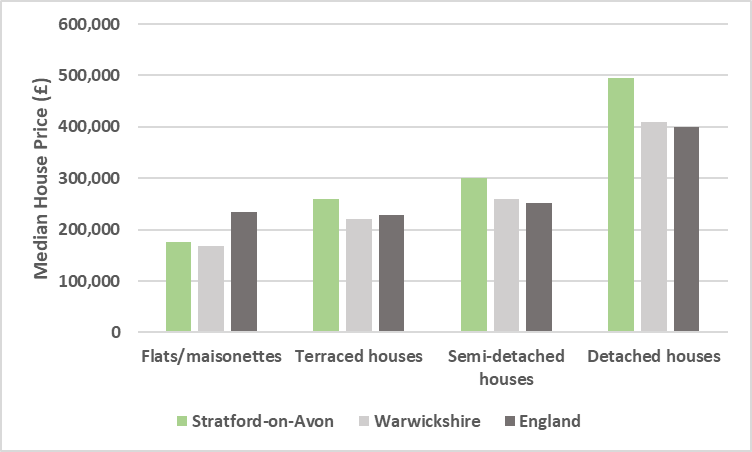 600,000
500,000
400,000
300,000
200,000
100,000
0
Median House Price (£)
Flats/maisonettes
Terraced houses
Semi-detached
houses
Detached houses
Stratford-on-Avon
Warwickshire
England